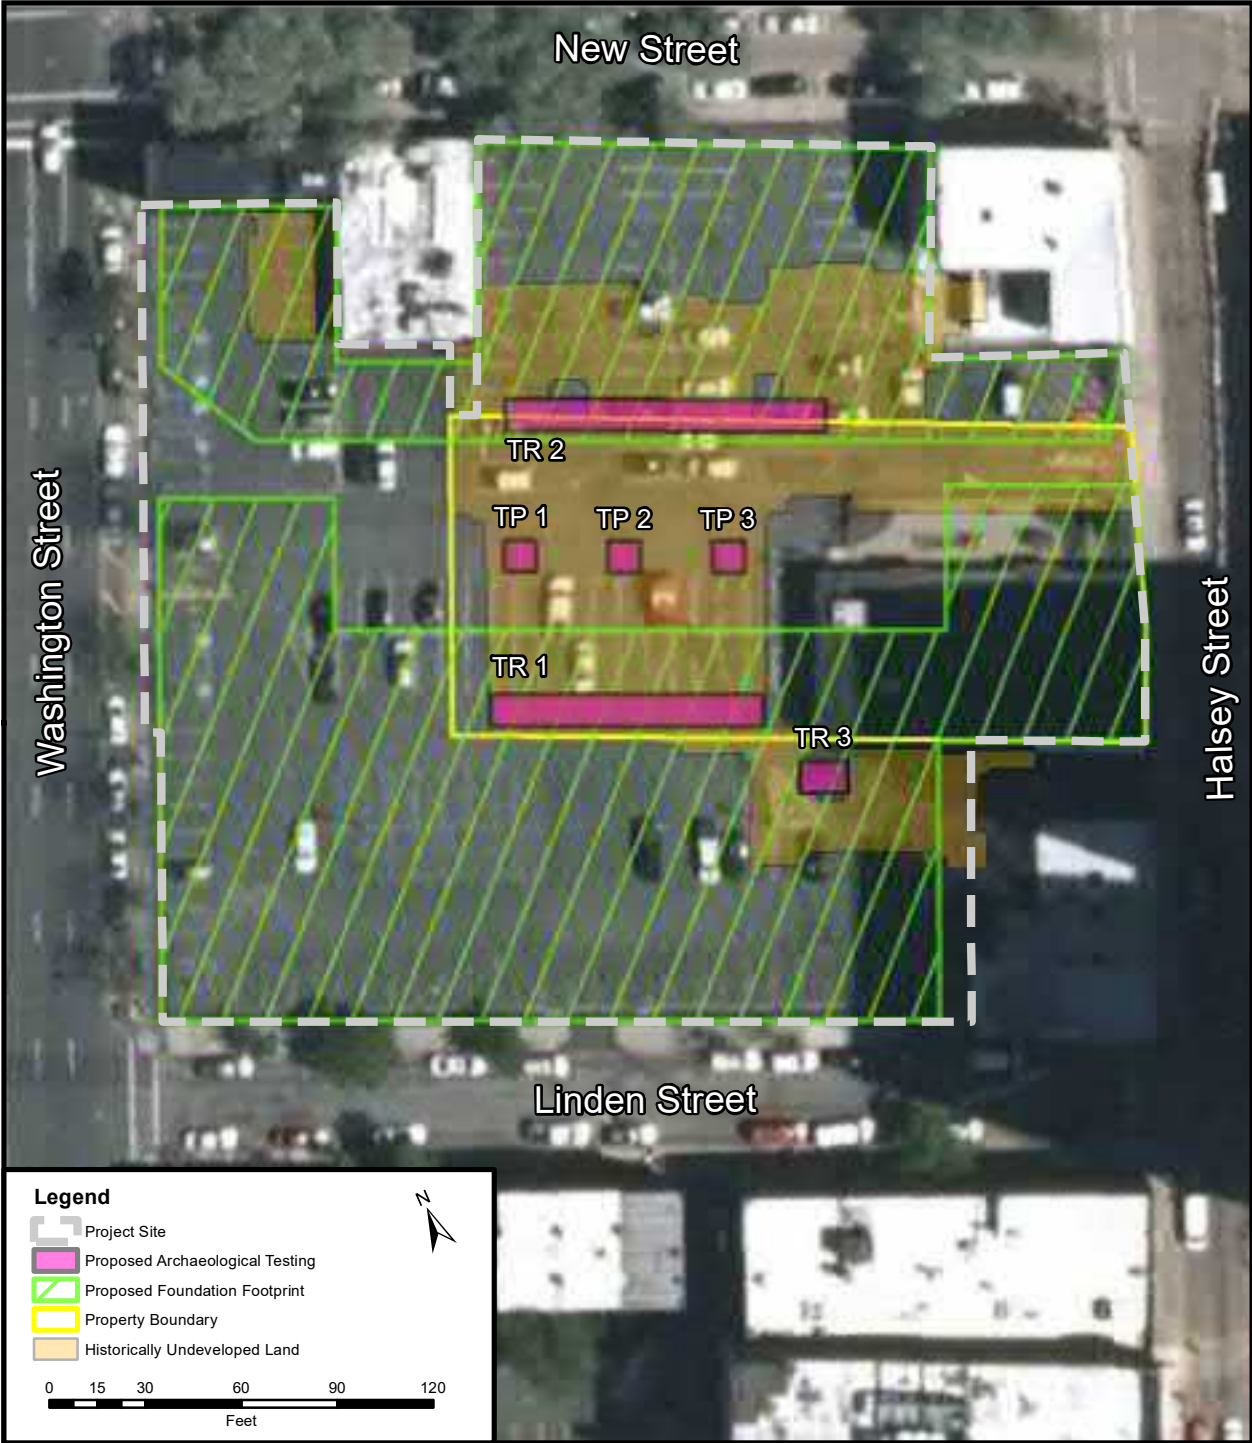 New Street
Washington Street
TR 2
TP 1
TP 2
TP 3
TR 1
TR 3
Halsey Street
Linden Street
Legend
N
Project Site
Proposed Archaeological Testing
Proposed Foundation Footprint
Property Boundary
Historically Undeveloped Land
0 15 30 60 90 120
Feet